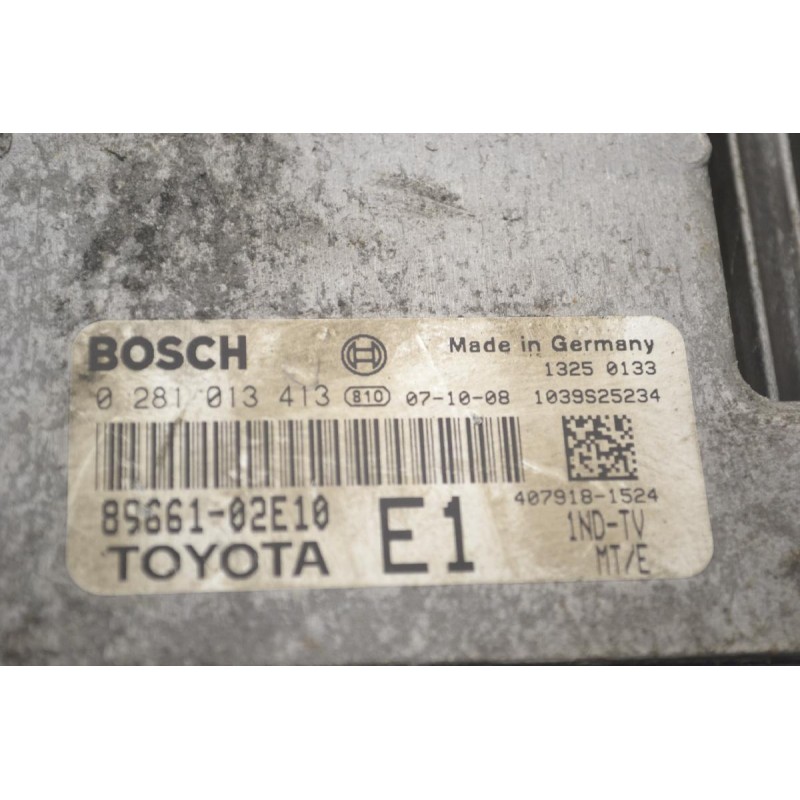 BOSCH Made in Germany
1325 0133
0 281 013 413 810 07-10-08 1039S25234
407918-1524
89661-02E10 E1 1ND-TV
TOYOTA MT/E